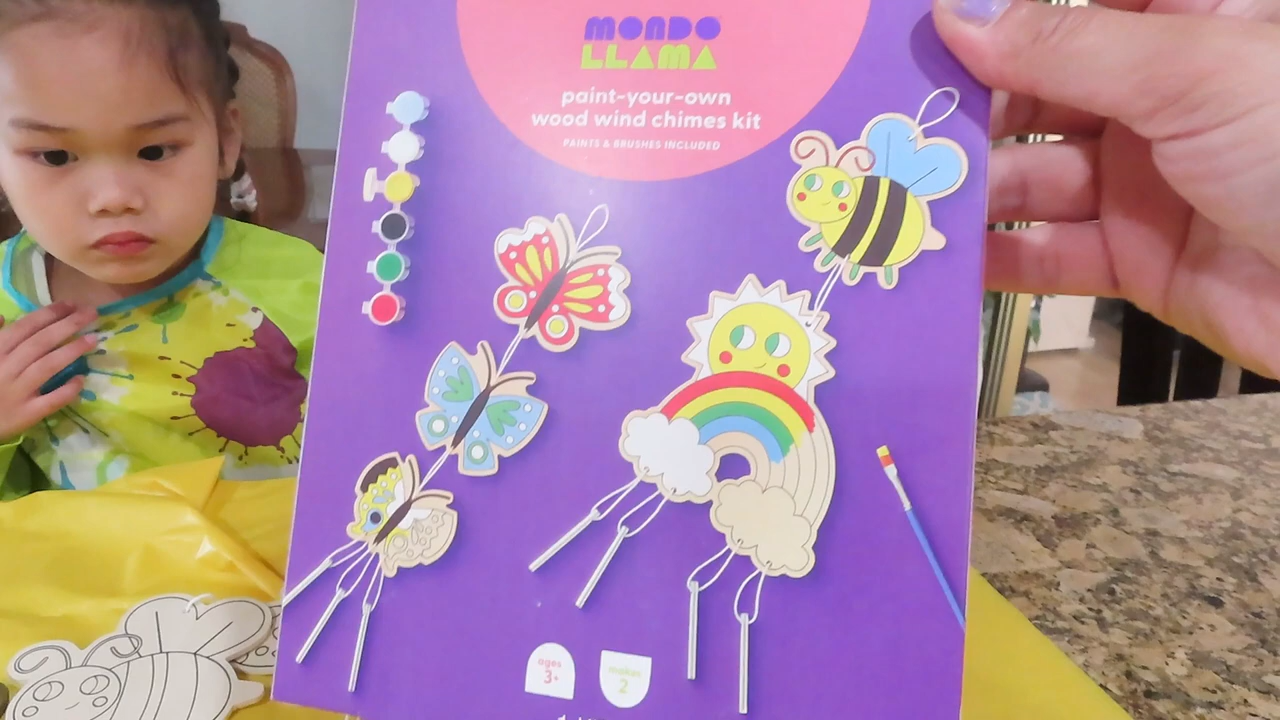 MONDO
LLAMA
paint-your-own
wood wind chimes kit
PAINTS & BRUSHES INCLUDED
ages
3+
makes
2